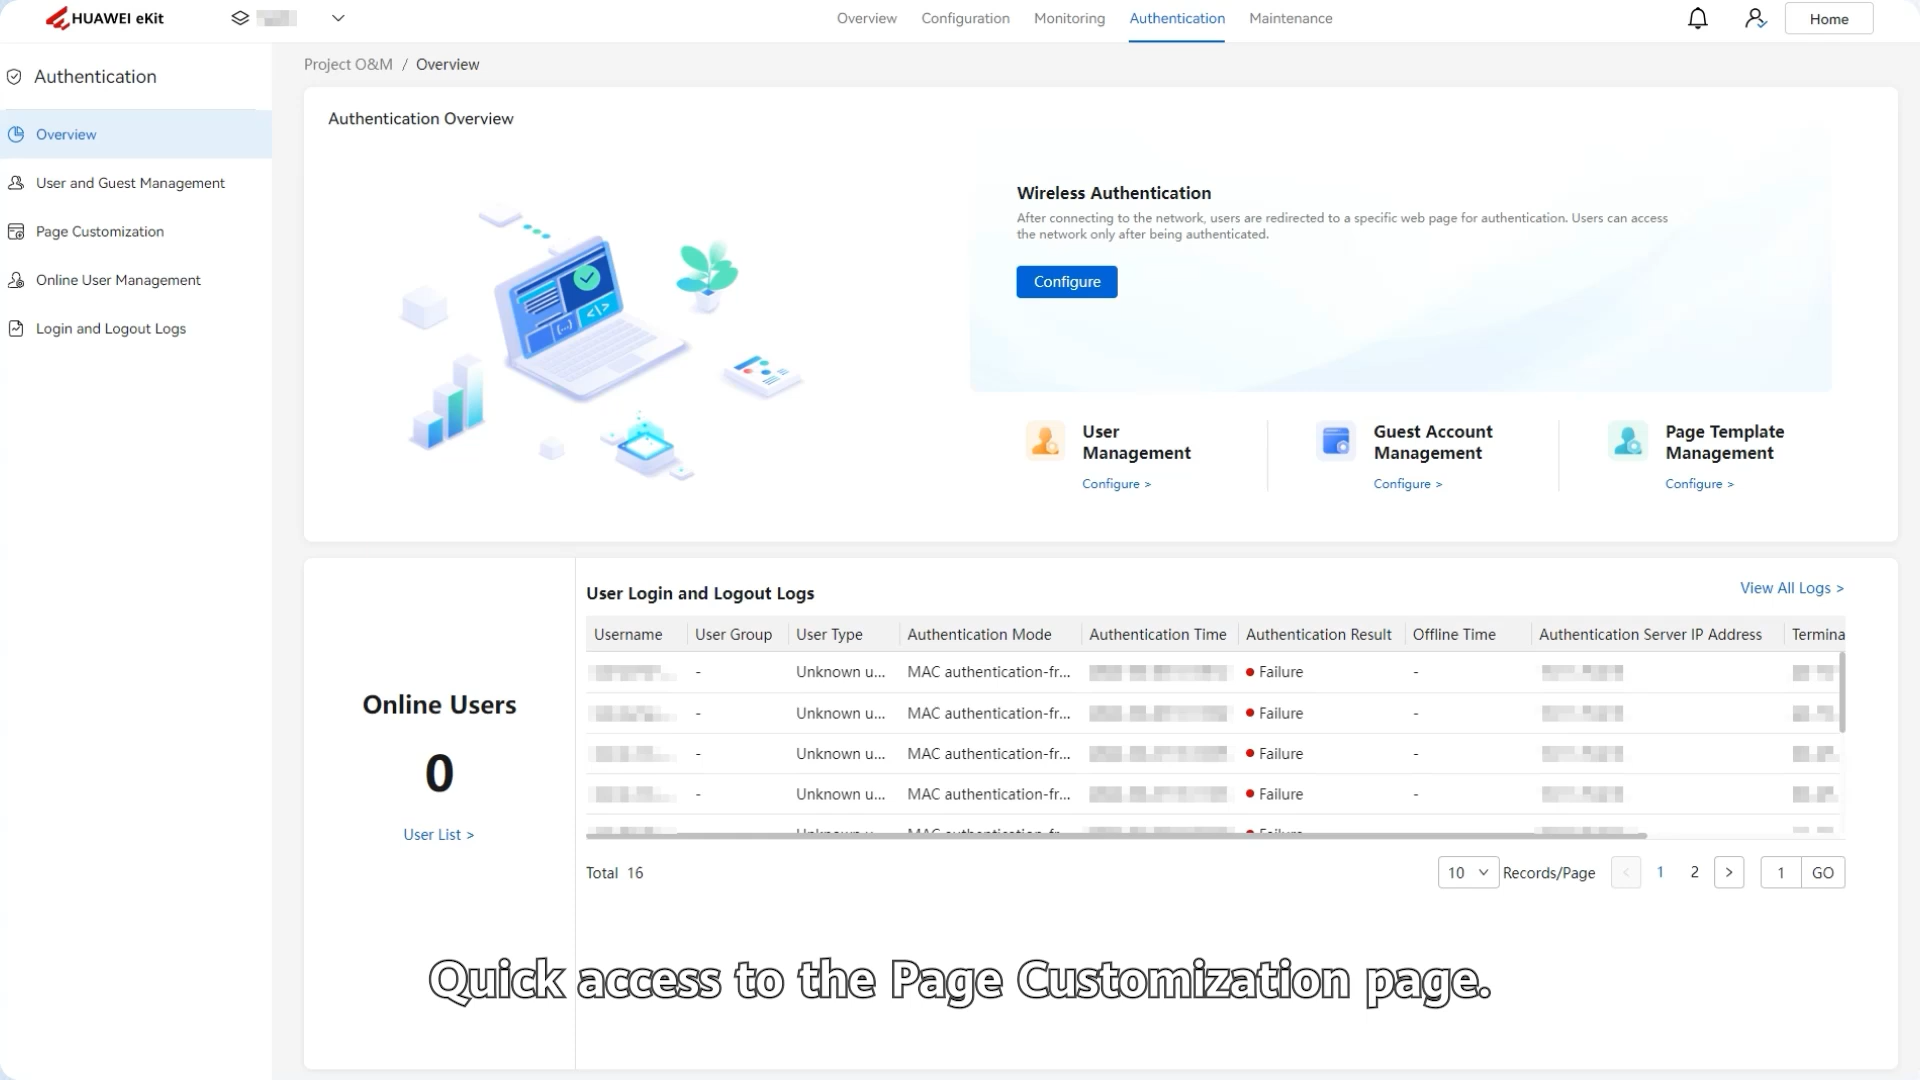 HUAWEI eKit
Overview Configuration Monitoring Authentication Maintenance
Home
Authentication
Overview
User and Guest Management
Page Customization
Online User Management
Login and Logout Logs
Project O&M / Overview
Authentication Overview
Wireless Authentication
After connecting to the network, users are redirected to a specific web page for authentication. Users can access
the network only after being authenticated.
Configure
User
Management
Configure >
Guest Account
Management
Configure >
Page Template
Management
Configure >
Online Users
0
User List >
User Login and Logout Logs
View All Logs >
Username User Group User Type Authentication Mode Authentication Time Authentication Result Offline Time Authentication Server IP Address Termina
- Unknown u... MAC authentication-fr... Failure -
- Unknown u... MAC authentication-fr... Failure -
- Unknown u... MAC authentication-fr... Failure -
- Unknown u... MAC authentication-fr... Failure -
Total 16
10 Records/Page < 1 2 > 1 GO
Quick access to the Page Customization page.